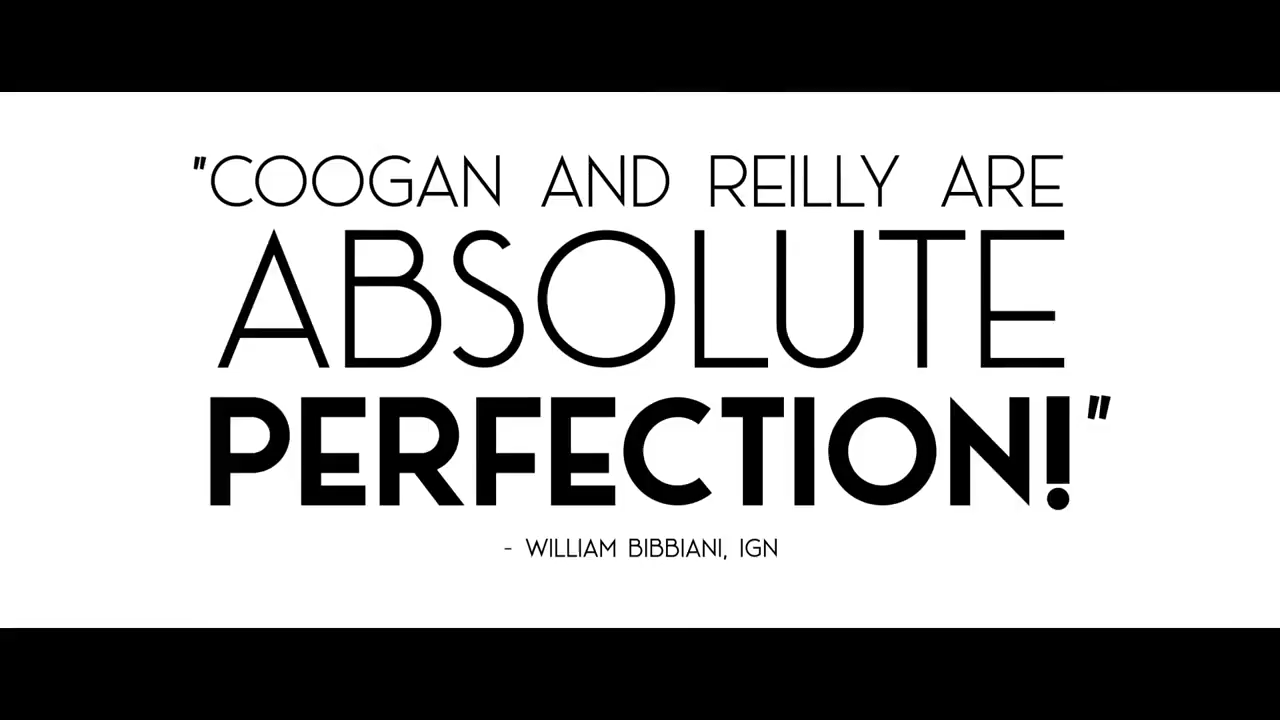 "COOGAN AND REILLY ARE
ABSOLUTE
PERFECTION!"
- WILLIAM BIBBIANI, IGN